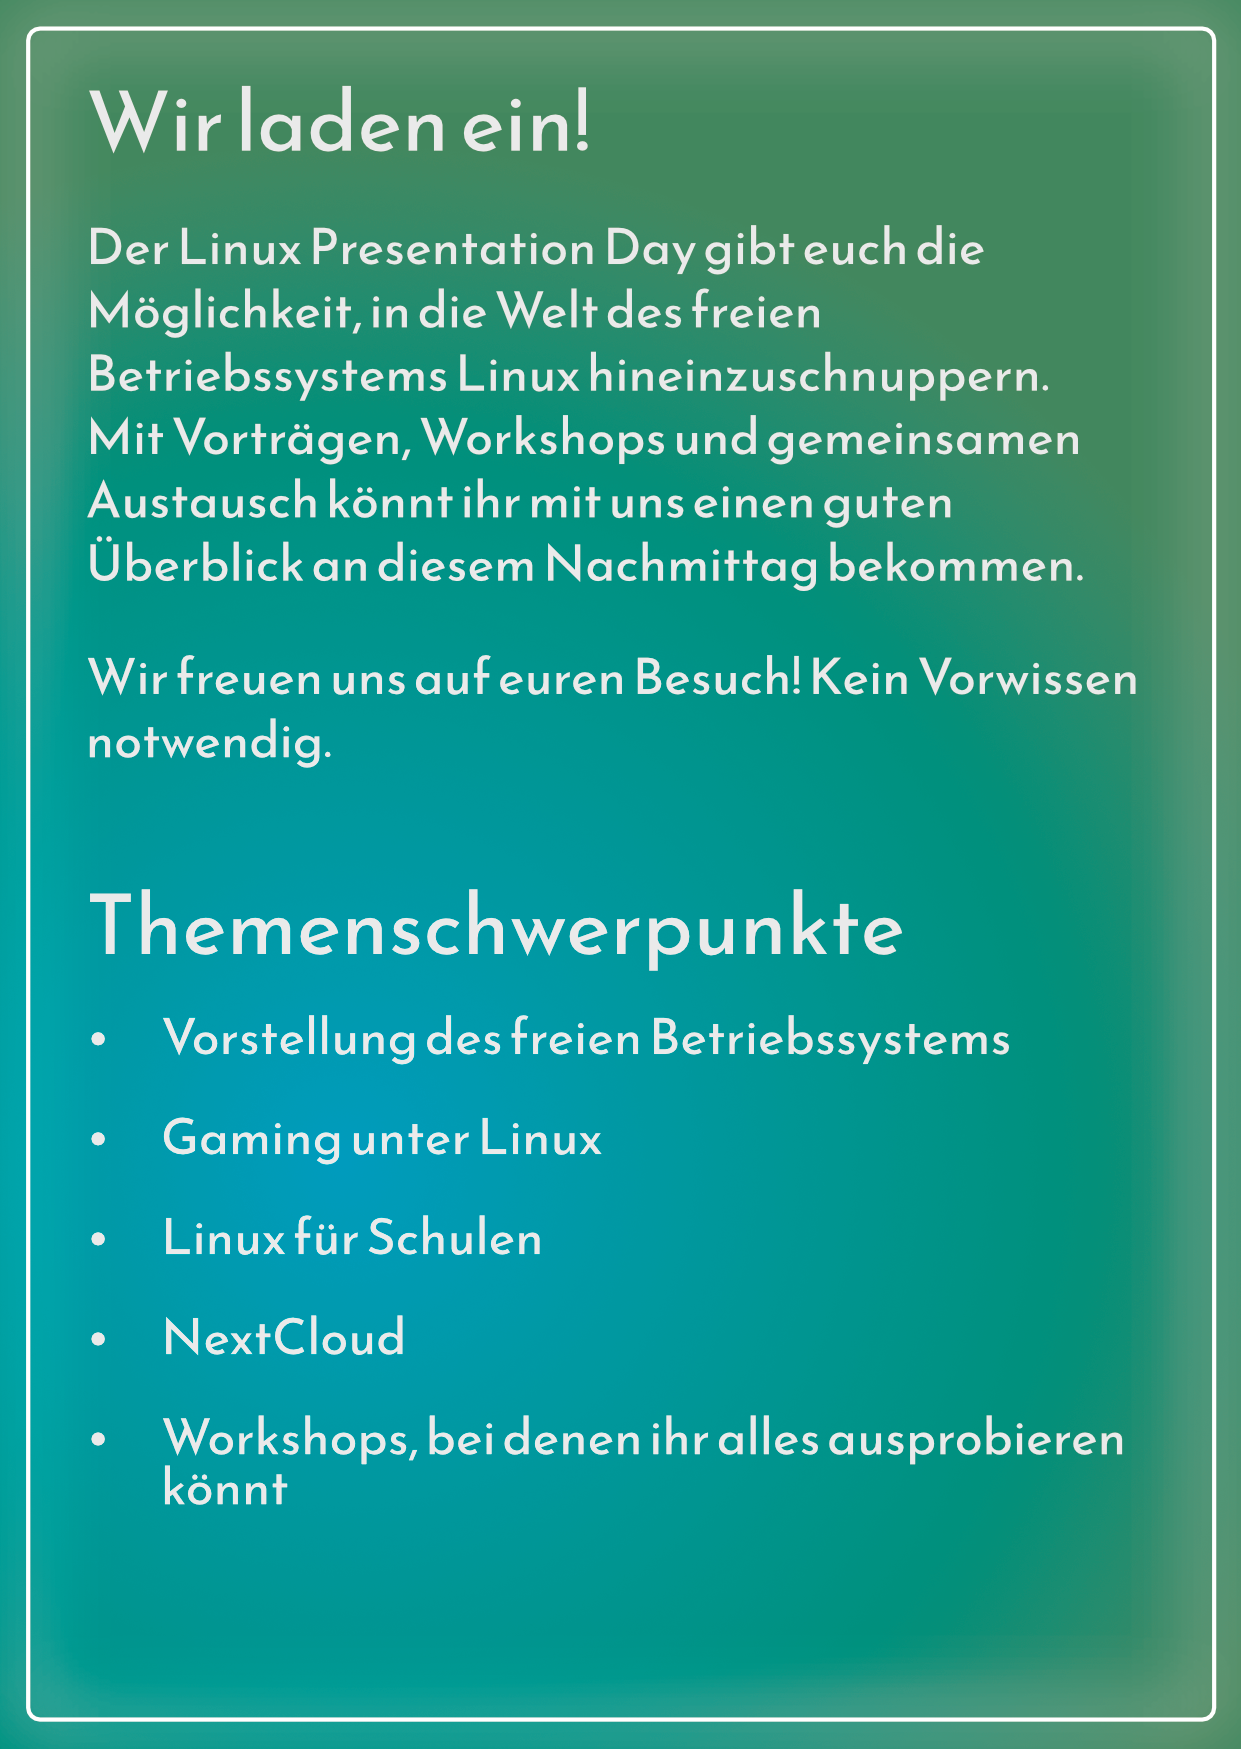 Wir laden ein!
Der Linux Presentation Day gibt euch die
Möglichkeit, in die Welt des freien
Betriebssystems Linux hineinzuschnuppern.
Mit Vorträgen, Workshops und gemeinsamen
Austausch könnt ihr mit uns einen guten
Überblick an diesem Nachmittag bekommen.
Wir freuen uns auf euren Besuch! Kein Vorwissen
notwendig.
Themenschwerpunkte
• Vorstellung des freien Betriebssystems
• Gaming unter Linux
• Linux für Schulen
• NextCloud
• Workshops, bei denen ihr alles ausprobieren
könnt